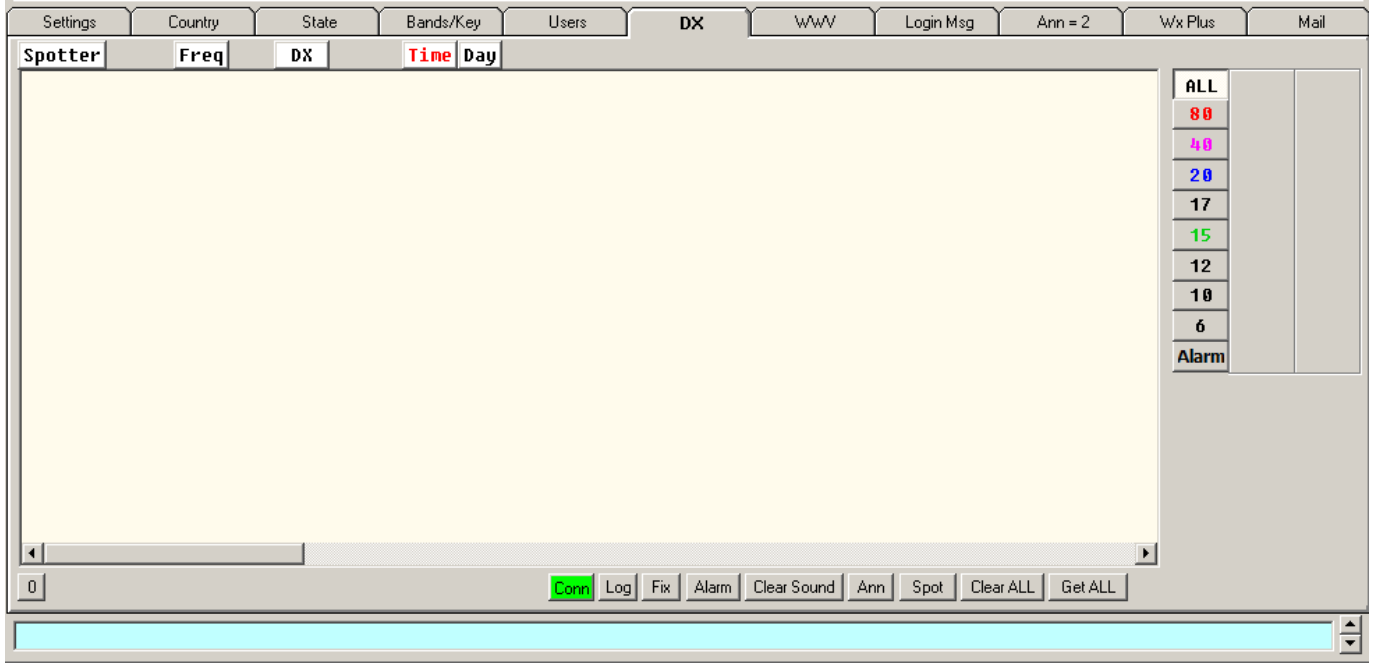 Settings Country State Bands/Key Users DX WWV Login Msg Ann = 2 Wx Plus Mail
Spotter Freq DX Time Day
ALL
80
40
20
17
15
12
10
6
Alarm
0 Conn Log Fix Alarm Clear Sound Ann Spot Clear ALL Get ALL